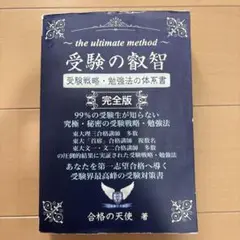 ~ the ultimate method ~
受験の叡智
受験戦略・勉強法の体系書
完全版
99%の受験生が知らない
究極・秘密の受験戦略・勉強法
東大理三合格講師 多数
東大「首席」合格講師 複数名
東大文一・文二合格講師 多数
の圧倒的結果に実証された受験戦略・勉強法
あなたを第一志望合格へ導く
受験界最高峰の受験対策書
合格の天使 著